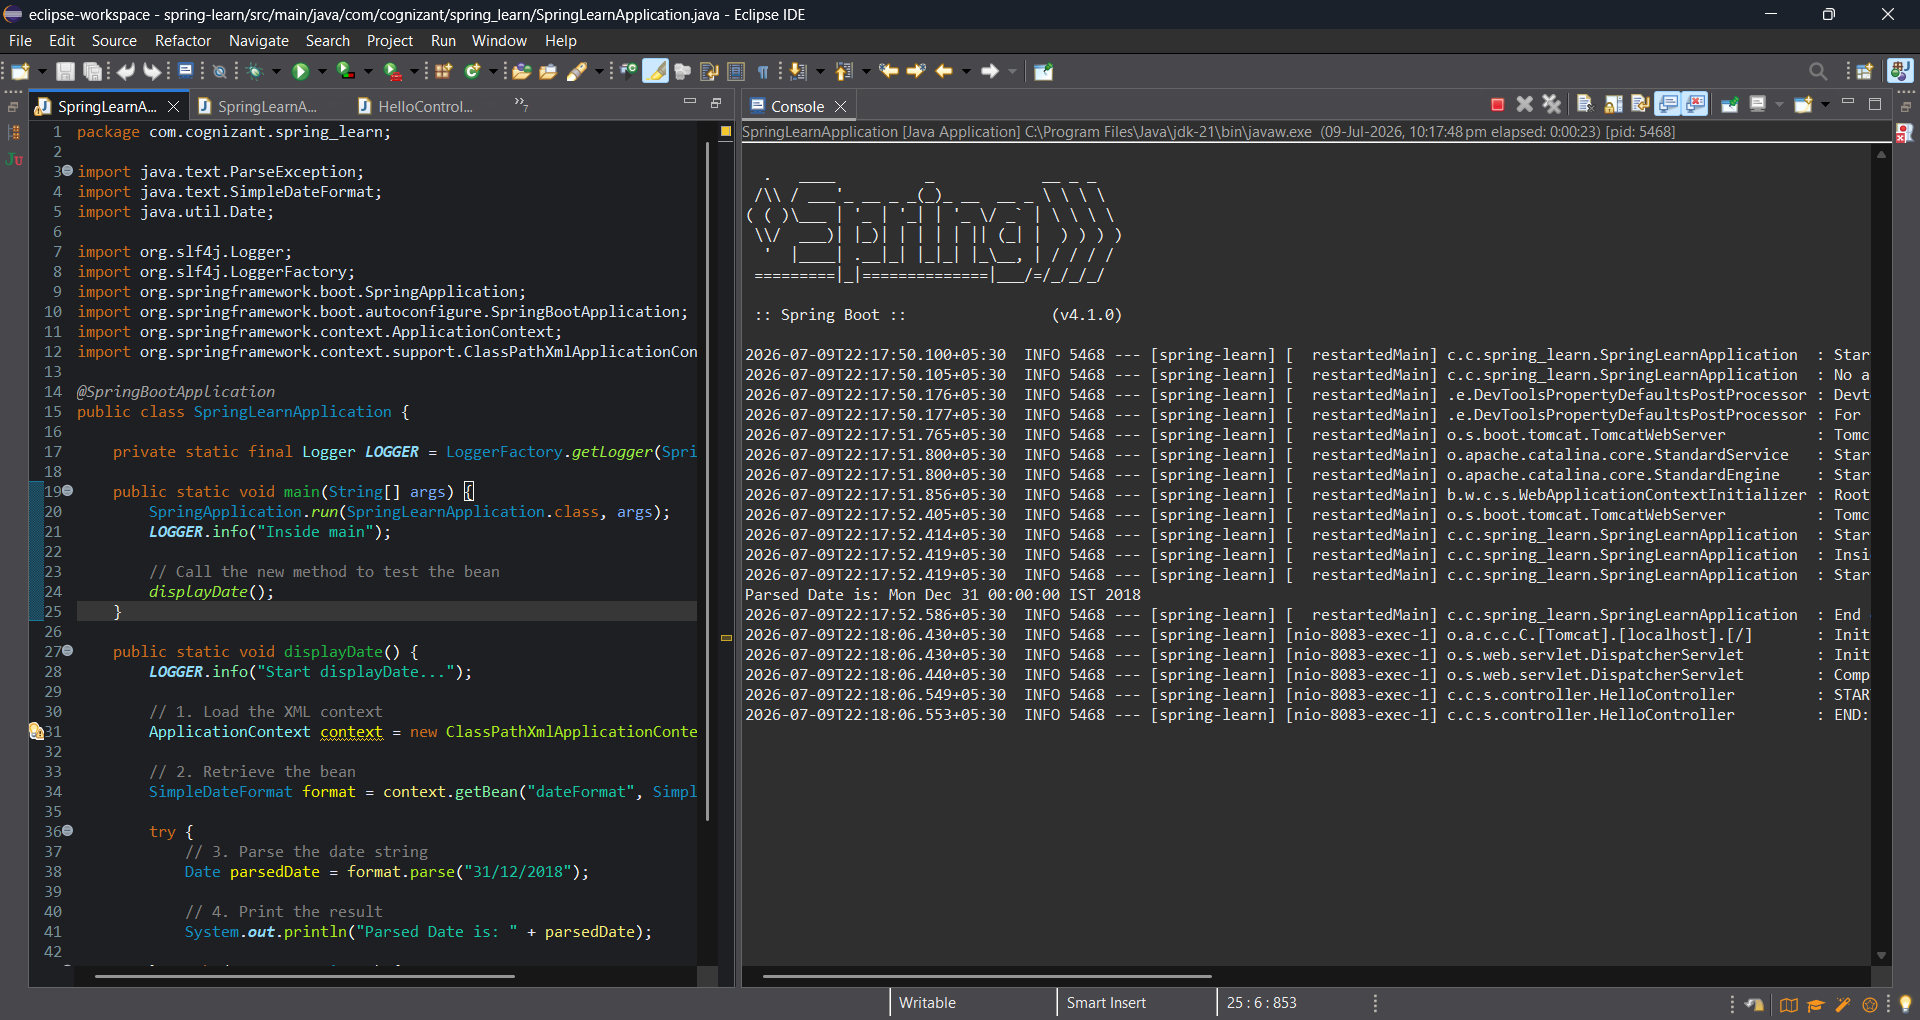 eclipse-workspace - spring-learn/src/main/java/com/cognizant/spring_learn/SpringLearnApplication.java - Eclipse IDE
File Edit Source Refactor Navigate Search Project Run Window Help
SpringLearnA... SpringLearnA... HelloControl... »7
1 package com.cognizant.spring_learn;
2
3 import java.text.ParseException;
4 import java.text.SimpleDateFormat;
5 import java.util.Date;
6
7 import org.slf4j.Logger;
8 import org.slf4j.LoggerFactory;
9 import org.springframework.boot.SpringApplication;
10 import org.springframework.boot.autoconfigure.SpringBootApplication;
11 import org.springframework.context.ApplicationContext;
12 import org.springframework.context.support.ClassPathXmlApplicationCon
13
14 @SpringBootApplication
15 public class SpringLearnApplication {
16
17 private static final Logger LOGGER = LoggerFactory.getLogger(Spri
18
19 public static void main(String[] args) {
20 SpringApplication.run(SpringLearnApplication.class, args);
21 LOGGER.info("Inside main");
22
23 // Call the new method to test the bean
24 displayDate();
25 }
26
27 public static void displayDate() {
28 LOGGER.info("Start displayDate...");
29
30 // 1. Load the XML context
31 ApplicationContext context = new ClassPathXmlApplicationConte
32
33 // 2. Retrieve the bean
34 SimpleDateFormat format = context.getBean("dateFormat", Simpl
35
36 try {
37 // 3. Parse the date string
38 Date parsedDate = format.parse("31/12/2018");
39
40 // 4. Print the result
41 System.out.println("Parsed Date is: " + parsedDate);
42
Console
SpringLearnApplication [Java Application] C:\Program Files\Java\jdk-21\bin\javaw.exe (09-Jul-2026, 10:17:48 pm elapsed: 0:00:23) [pid: 5468]
:: Spring Boot :: (v4.1.0)
2026-07-09T22:17:50.100+05:30 INFO 5468 --- [spring-learn] [ restartedMain] c.c.spring_learn.SpringLearnApplication : Star
2026-07-09T22:17:50.105+05:30 INFO 5468 --- [spring-learn] [ restartedMain] c.c.spring_learn.SpringLearnApplication : No a
2026-07-09T22:17:50.176+05:30 INFO 5468 --- [spring-learn] [ restartedMain] .e.DevToolsPropertyDefaultsPostProcessor : Devt
2026-07-09T22:17:50.177+05:30 INFO 5468 --- [spring-learn] [ restartedMain] .e.DevToolsPropertyDefaultsPostProcessor : For
2026-07-09T22:17:51.765+05:30 INFO 5468 --- [spring-learn] [ restartedMain] o.s.boot.tomcat.TomcatWebServer : Tomc
2026-07-09T22:17:51.800+05:30 INFO 5468 --- [spring-learn] [ restartedMain] o.apache.catalina.core.StandardService : Star
2026-07-09T22:17:51.800+05:30 INFO 5468 --- [spring-learn] [ restartedMain] o.apache.catalina.core.StandardEngine : Star
2026-07-09T22:17:51.856+05:30 INFO 5468 --- [spring-learn] [ restartedMain] b.w.c.s.WebApplicationContextInitializer : Root
2026-07-09T22:17:52.405+05:30 INFO 5468 --- [spring-learn] [ restartedMain] o.s.boot.tomcat.TomcatWebServer : Tomc
2026-07-09T22:17:52.414+05:30 INFO 5468 --- [spring-learn] [ restartedMain] c.c.spring_learn.SpringLearnApplication : Star
2026-07-09T22:17:52.419+05:30 INFO 5468 --- [spring-learn] [ restartedMain] c.c.spring_learn.SpringLearnApplication : Insi
2026-07-09T22:17:52.419+05:30 INFO 5468 --- [spring-learn] [ restartedMain] c.c.spring_learn.SpringLearnApplication : Star
Parsed Date is: Mon Dec 31 00:00:00 IST 2018
2026-07-09T22:17:52.586+05:30 INFO 5468 --- [spring-learn] [ restartedMain] c.c.spring_learn.SpringLearnApplication : End
2026-07-09T22:18:06.430+05:30 INFO 5468 --- [spring-learn] [nio-8083-exec-1] o.a.c.c.C.[Tomcat].[localhost].[/] : Init
2026-07-09T22:18:06.430+05:30 INFO 5468 --- [spring-learn] [nio-8083-exec-1] o.s.web.servlet.DispatcherServlet : Init
2026-07-09T22:18:06.440+05:30 INFO 5468 --- [spring-learn] [nio-8083-exec-1] o.s.web.servlet.DispatcherServlet : Comp
2026-07-09T22:18:06.549+05:30 INFO 5468 --- [spring-learn] [nio-8083-exec-1] c.c.s.controller.HelloController : STAR
2026-07-09T22:18:06.553+05:30 INFO 5468 --- [spring-learn] [nio-8083-exec-1] c.c.s.controller.HelloController : END:
Writable Smart Insert 25 : 6 : 853